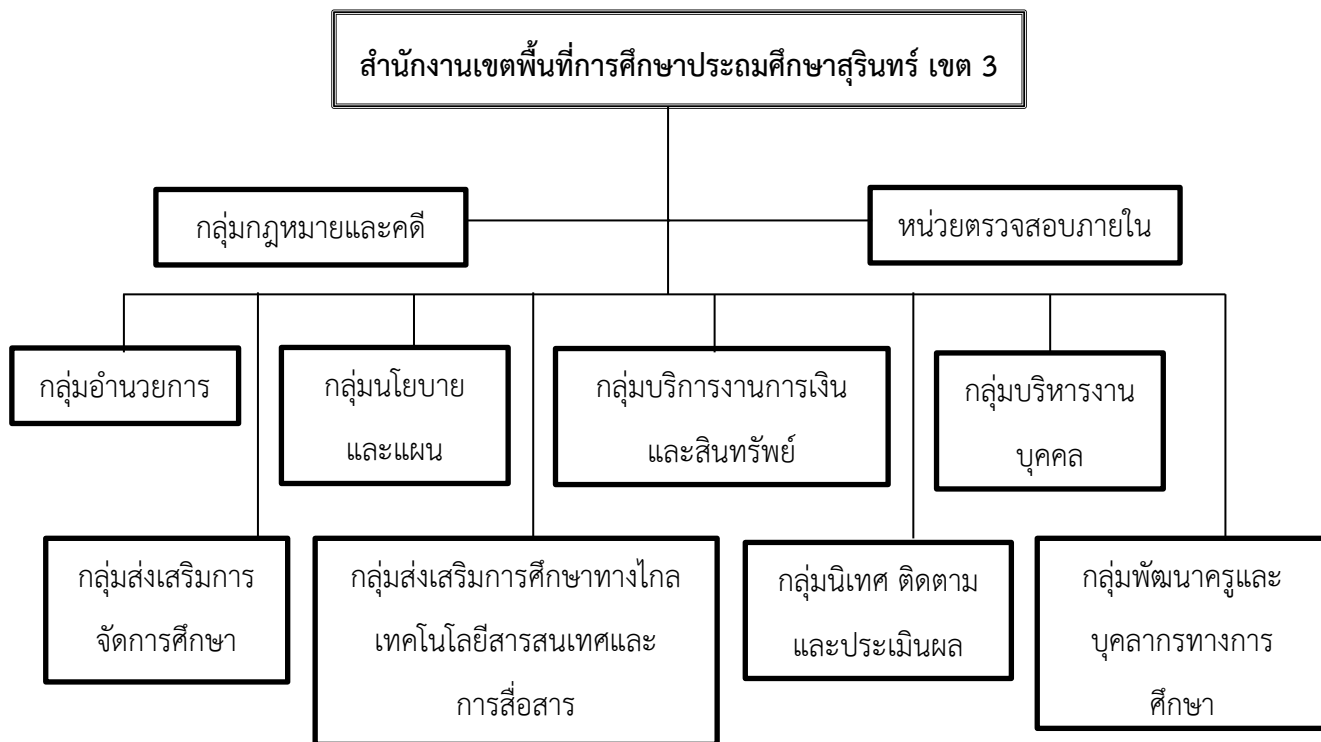 สำนักงานเขตพื้นที่การศึกษาประถมศึกษาสุรินทร์ เขต 3
กลุ่มกฎหมายและคดี
หน่วยตรวจสอบภายใน
กลุ่มอำนวยการ
กลุ่มนโยบาย
และแผน
กลุ่มบริการงานการเงิน
และสินทรัพย์
กลุ่มบริหารงาน
บุคคล
กลุ่มส่งเสริมการ
จัดการศึกษา
กลุ่มส่งเสริมการศึกษาทางไกล
เทคโนโลยีสารสนเทศและ
การสื่อสาร
กลุ่มนิเทศ ติดตาม
และประเมินผล
กลุ่มพัฒนาครูและ
บุคลากรทางการ
ศึกษา